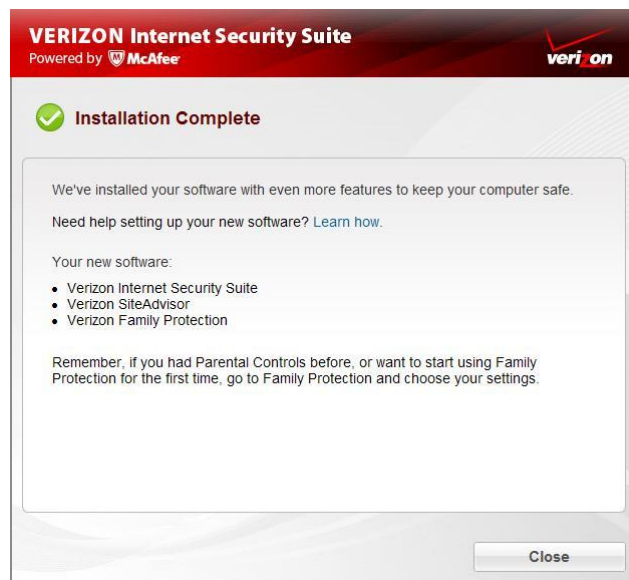 VERIZON Internet Security Suite
Powered by McAfee
verizon
Installation Complete
We've installed your software with even more features to keep your computer safe.
Need help setting up your new software? Learn how.
Your new software:
• Verizon Internet Security Suite
• Verizon SiteAdvisor
• Verizon Family Protection
Remember, if you had Parental Controls before, or want to start using Family
Protection for the first time, go to Family Protection and choose your settings.
Close